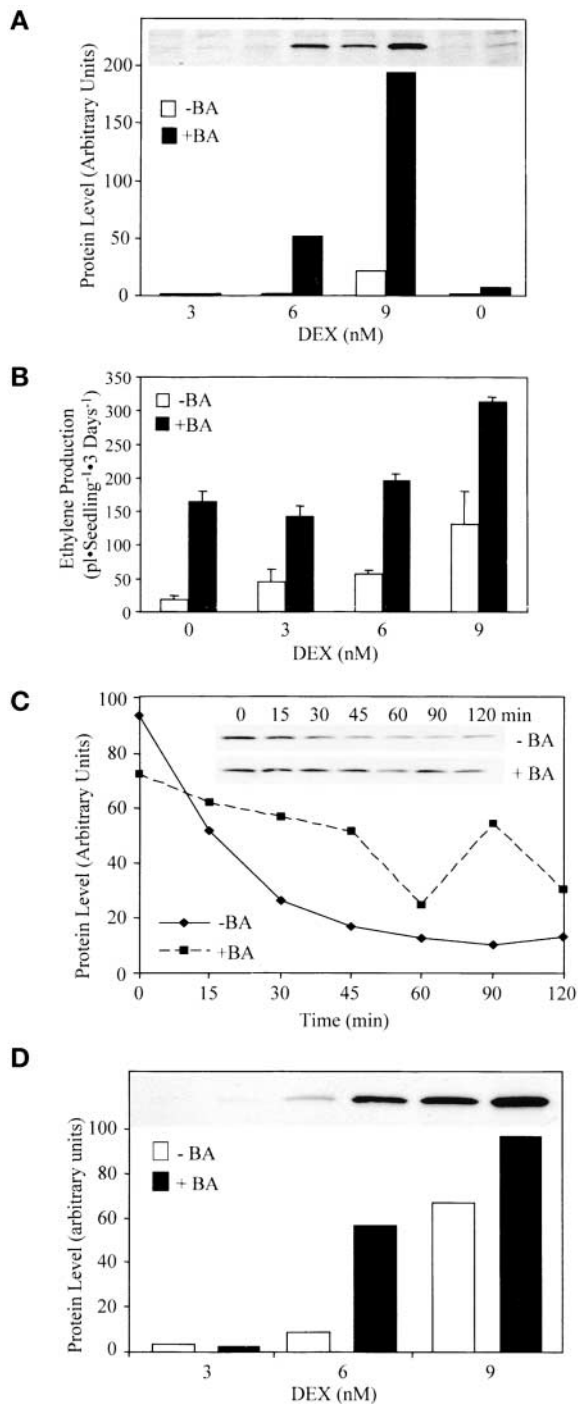 A
200
150
100
50
0
Protein Level (Arbitrary Units)
-BA
+BA
3 6 9 0
DEX (nM)
B
350
300
250
200
150
100
50
0
Ethylene Production
(pl•Seedling-1•3 Days-1)
-BA
+BA
0 3 6 9
DEX (nM)
C
100
80
60
40
20
0
Protein Level (Arbitrary Units)
0 15 30 45 60 90 120 min
- BA
+ BA
-BA
+BA
0 15 30 45 60 90 120
Time (min)
D
100
80
60
40
20
0
Protein Level (arbitrary units)
- BA
+ BA
3 6 9
DEX (nM)